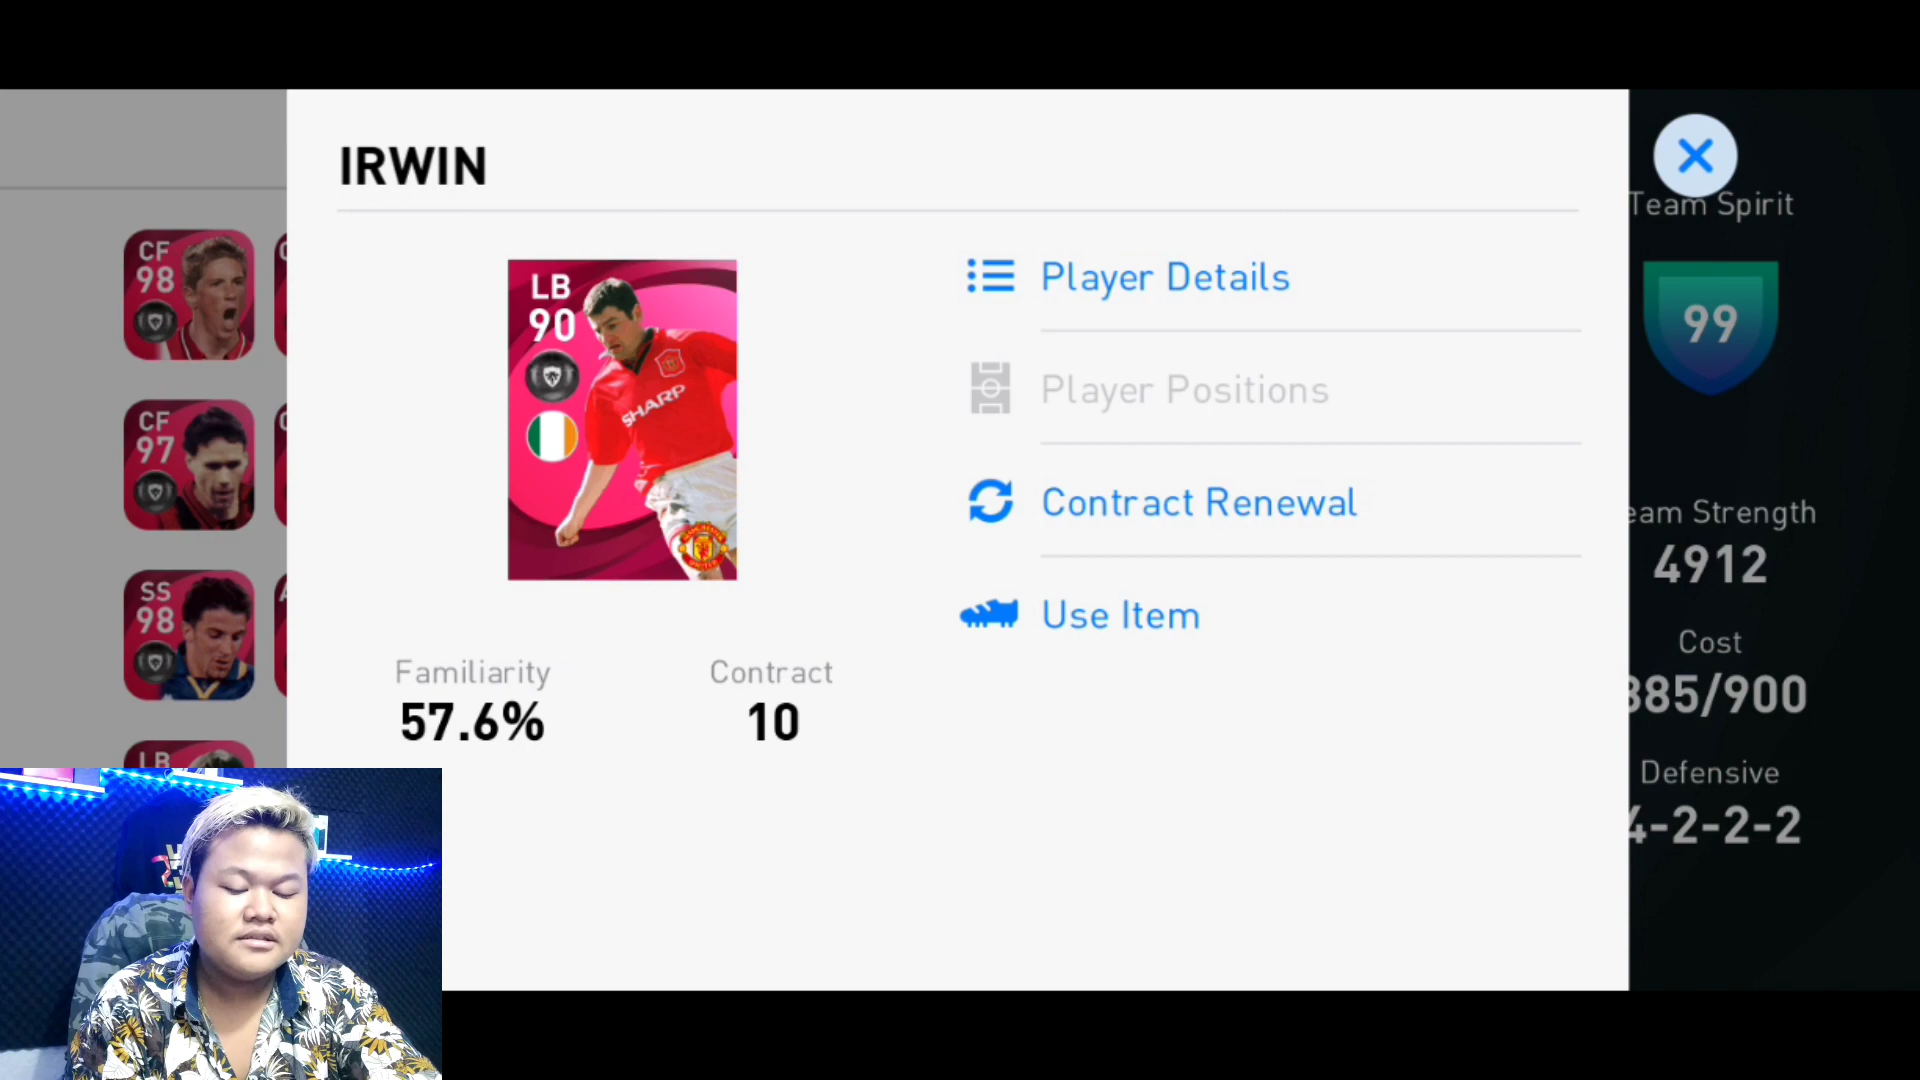 IRWIN
LB
90
SHARP
Familiarity
57.6%
Contract
10
Player Details
Player Positions
Contract Renewal
Use Item
CF
98
CF
97
SS
98
LB
Team Spirit
99
eam Strength
4912
Cost
385/900
Defensive
4-2-2-2